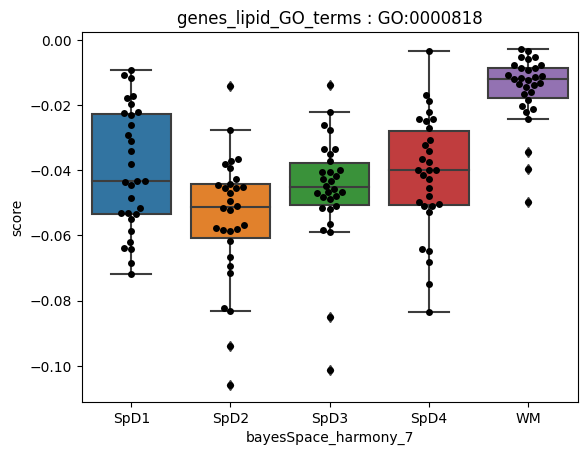 genes_lipid_GO_terms : GO:0000818
0.00
−0.02
−0.04
−0.06
−0.08
−0.10
score
SpD1 SpD2 SpD3 SpD4 WM
bayesSpace_harmony_7